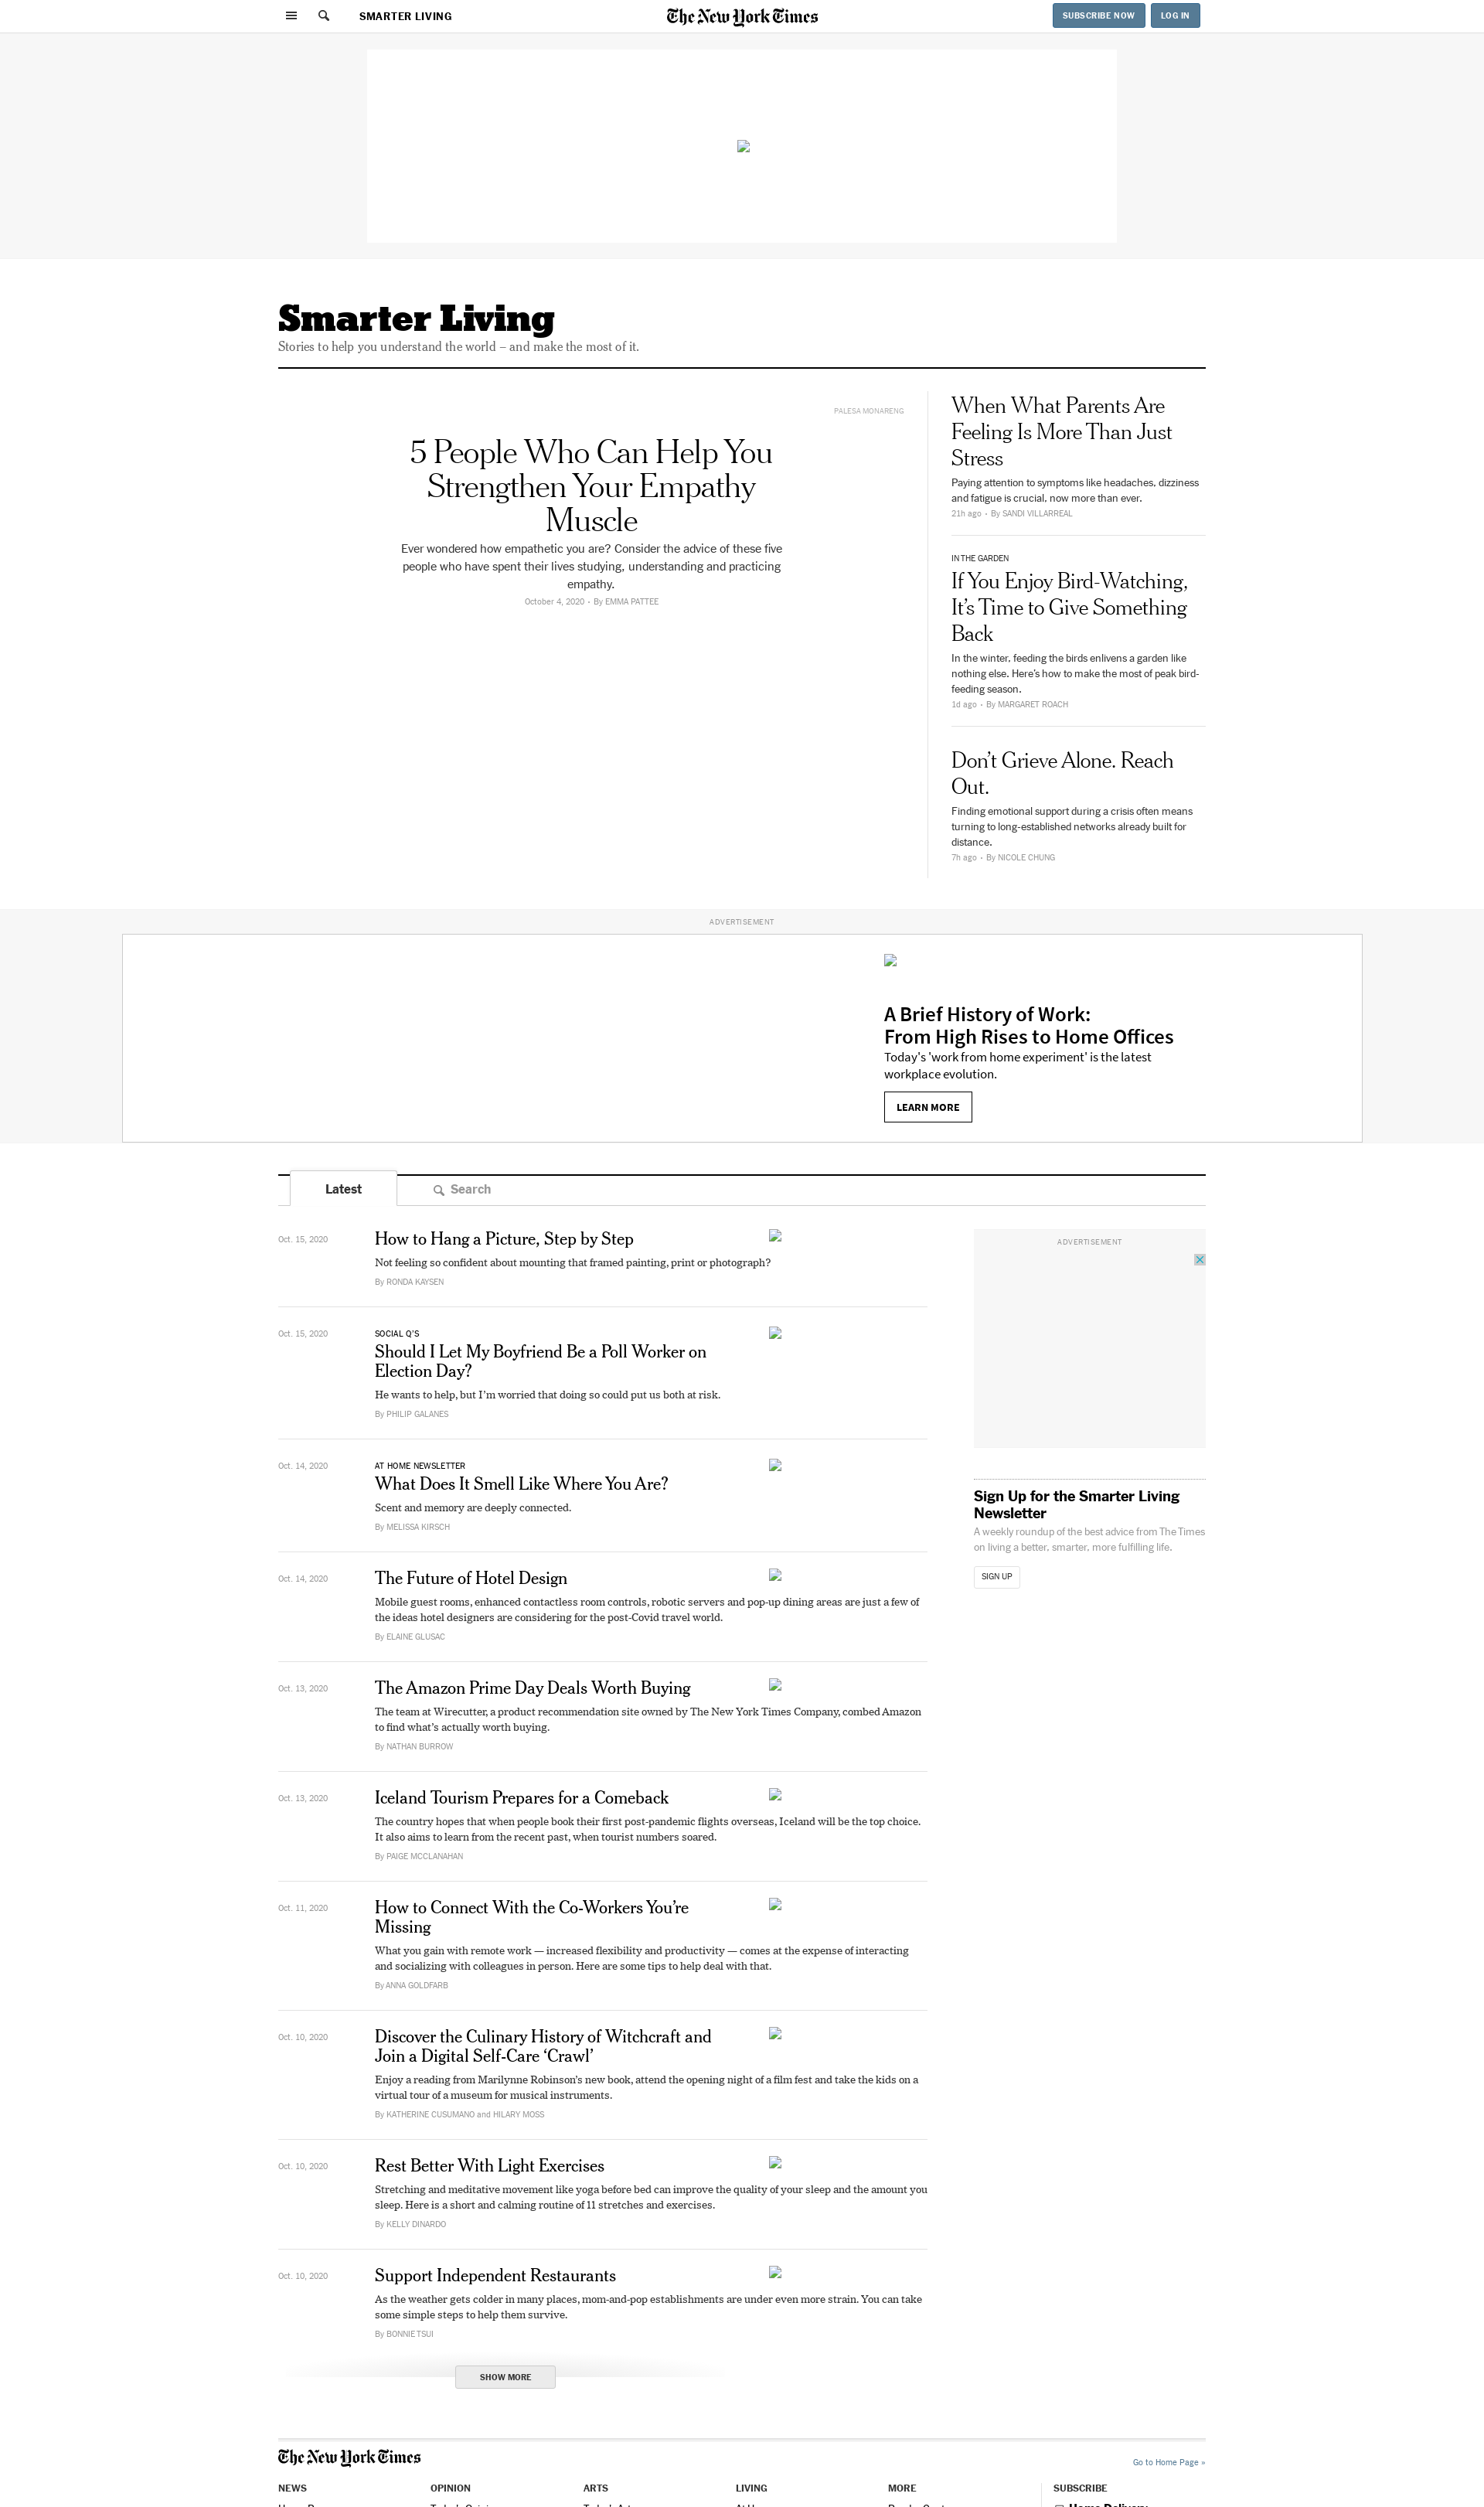 SMARTER LIVING
The New York Times
SUBSCRIBE NOW
LOG IN
Smarter Living
Stories to help you understand the world – and make the most of it.
PALESA MONARENG
5 People Who Can Help You
Strengthen Your Empathy
Muscle
Ever wondered how empathetic you are? Consider the advice of these five
people who have spent their lives studying, understanding and practicing
empathy.
October 4, 2020 • By EMMA PATTEE
When What Parents Are
Feeling Is More Than Just
Stress
Paying attention to symptoms like headaches, dizziness
and fatigue is crucial, now more than ever.
21h ago • By SANDI VILLARREAL
IN THE GARDEN
If You Enjoy Bird-Watching,
It’s Time to Give Something
Back
In the winter, feeding the birds enlivens a garden like
nothing else. Here’s how to make the most of peak bird-
feeding season.
1d ago • By MARGARET ROACH
Don’t Grieve Alone. Reach
Out.
Finding emotional support during a crisis often means
turning to long-established networks already built for
distance.
7h ago • By NICOLE CHUNG
ADVERTISEMENT
A Brief History of Work:
From High Rises to Home Offices
Today's 'work from home experiment' is the latest
workplace evolution.
LEARN MORE
Latest
Search
Oct. 15, 2020
How to Hang a Picture, Step by Step
Not feeling so confident about mounting that framed painting, print or photograph?
By RONDA KAYSEN
Oct. 15, 2020
SOCIAL Q’S
Should I Let My Boyfriend Be a Poll Worker on
Election Day?
He wants to help, but I’m worried that doing so could put us both at risk.
By PHILIP GALANES
Oct. 14, 2020
AT HOME NEWSLETTER
What Does It Smell Like Where You Are?
Scent and memory are deeply connected.
By MELISSA KIRSCH
Oct. 14, 2020
The Future of Hotel Design
Mobile guest rooms, enhanced contactless room controls, robotic servers and pop-up dining areas are just a few of
the ideas hotel designers are considering for the post-Covid travel world.
By ELAINE GLUSAC
Oct. 13, 2020
The Amazon Prime Day Deals Worth Buying
The team at Wirecutter, a product recommendation site owned by The New York Times Company, combed Amazon
to find what’s actually worth buying.
By NATHAN BURROW
Oct. 13, 2020
Iceland Tourism Prepares for a Comeback
The country hopes that when people book their first post-pandemic flights overseas, Iceland will be the top choice.
It also aims to learn from the recent past, when tourist numbers soared.
By PAIGE MCCLANAHAN
Oct. 11, 2020
How to Connect With the Co-Workers You’re
Missing
What you gain with remote work — increased flexibility and productivity — comes at the expense of interacting
and socializing with colleagues in person. Here are some tips to help deal with that.
By ANNA GOLDFARB
Oct. 10, 2020
Discover the Culinary History of Witchcraft and
Join a Digital Self-Care ‘Crawl’
Enjoy a reading from Marilynne Robinson’s new book, attend the opening night of a film fest and take the kids on a
virtual tour of a museum for musical instruments.
By KATHERINE CUSUMANO and HILARY MOSS
Oct. 10, 2020
Rest Better With Light Exercises
Stretching and meditative movement like yoga before bed can improve the quality of your sleep and the amount you
sleep. Here is a short and calming routine of 11 stretches and exercises.
By KELLY DINARDO
Oct. 10, 2020
Support Independent Restaurants
As the weather gets colder in many places, mom-and-pop establishments are under even more strain. You can take
some simple steps to help them survive.
By BONNIE TSUI
SHOW MORE
ADVERTISEMENT
Sign Up for the Smarter Living
Newsletter
A weekly roundup of the best advice from The Times
on living a better, smarter, more fulfilling life.
SIGN UP
The New York Times
Go to Home Page »
NEWS
OPINION
ARTS
LIVING
MORE
SUBSCRIBE
Home Delivery